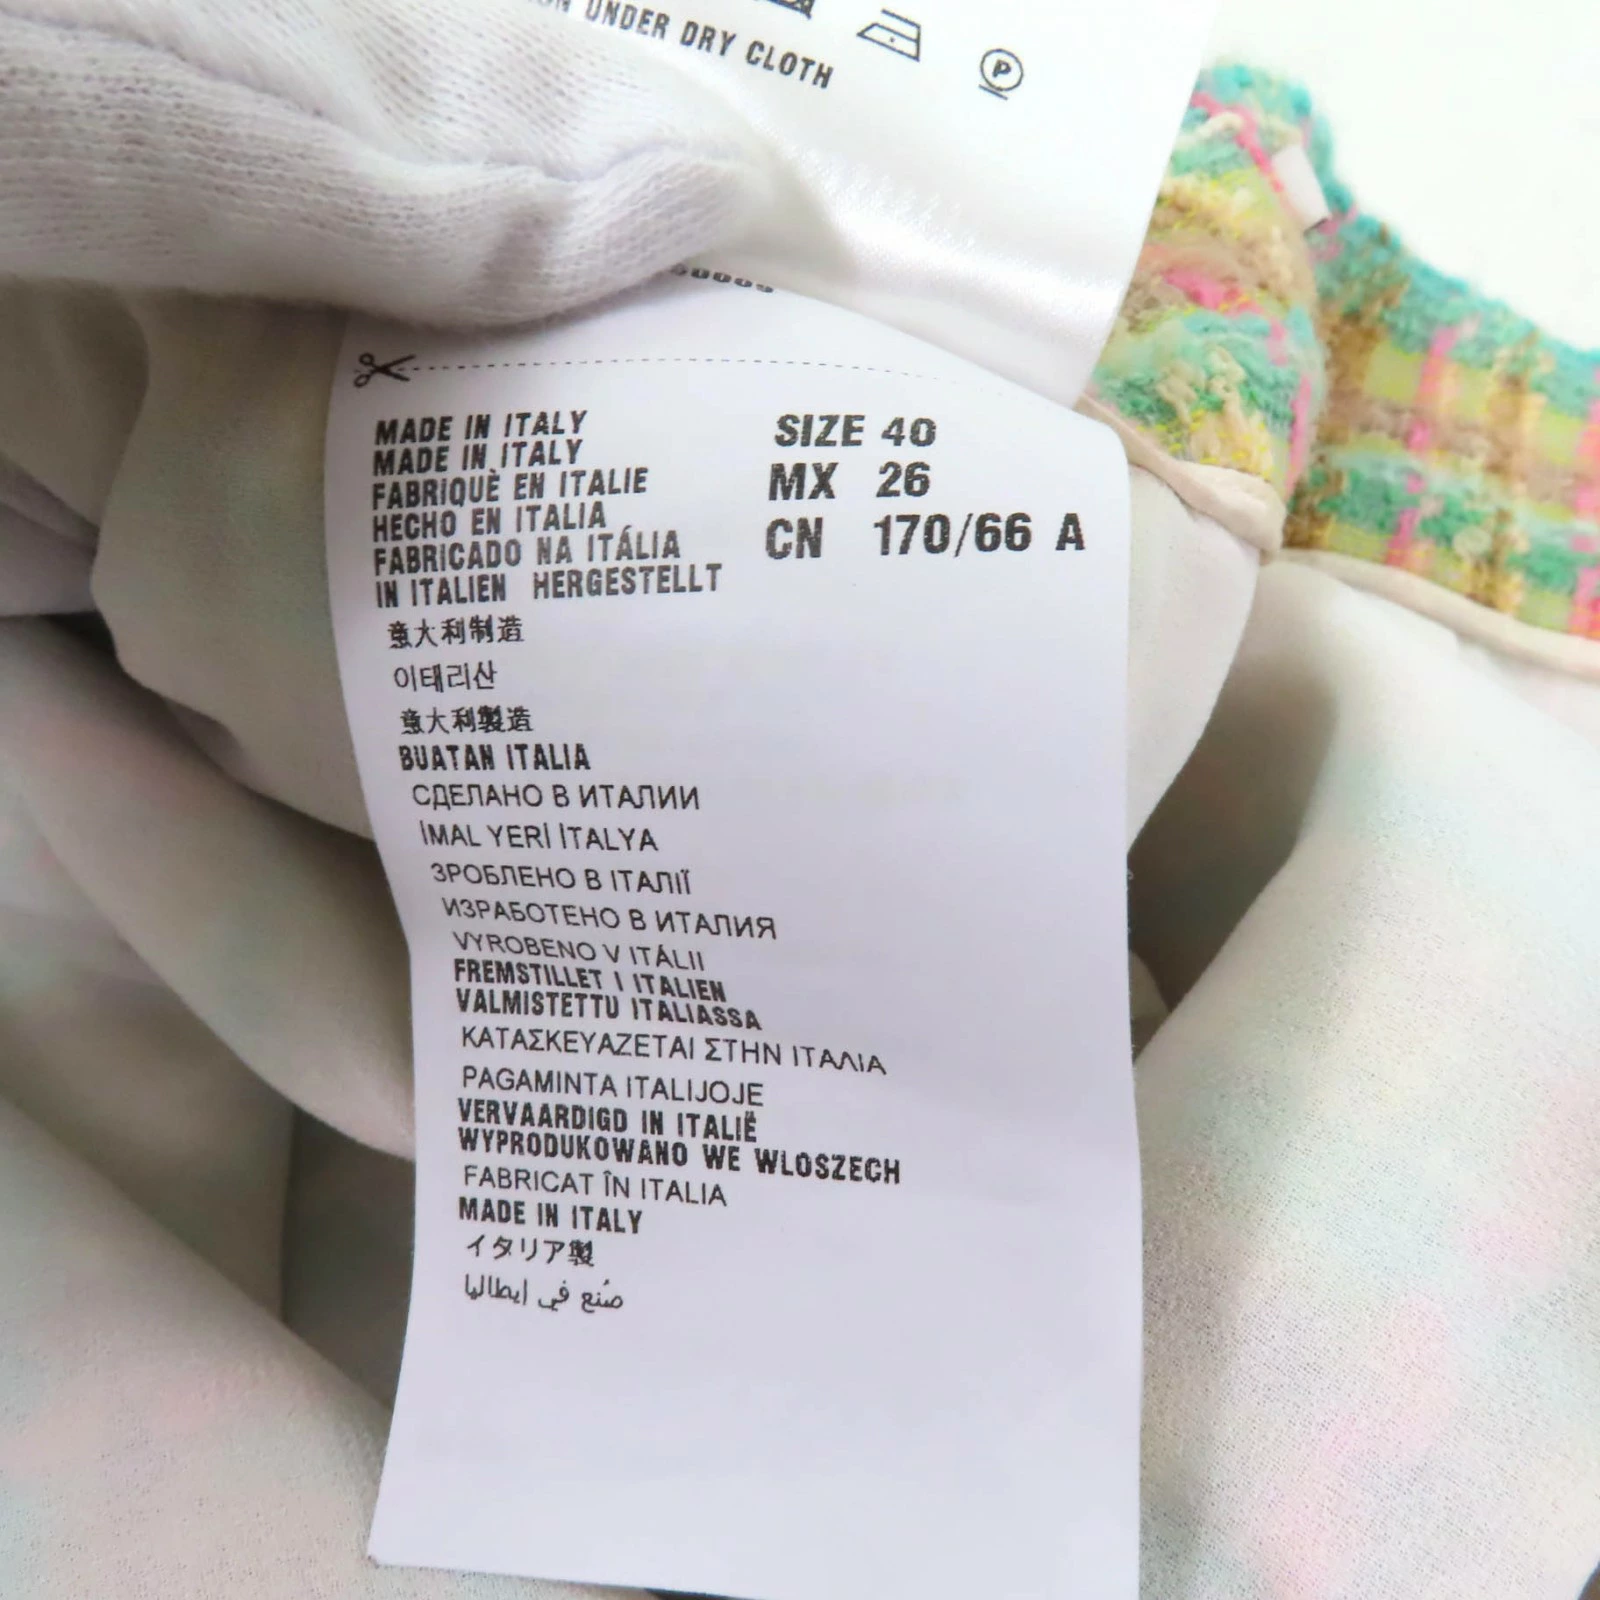 UNDER DRY CLOTH
P
MADE IN ITALY
MADE IN ITALY
FABRIQUÈ EN ITALIE
HECHO EN ITALIA
FABRICADO NA ITÁLIA
IN ITALIEN HERGESTELLT
SIZE 40
MX 26
CN 170/66 A
意大利制造
이태리산
意大利製造
BUATAN ITALIA
СДЕЛАНО В ИТАЛИИ
İMAL YERİ İTALYA
ЗРОБЛЕНО В ІТАЛІЇ
ИЗРАБОТЕНО В ИТАЛИЯ
VYROBENO V ITÁLII
FREMSTILLET I ITALIEN
VALMISTETTU ITALIASSA
ΚΑΤΑΣΚΕΥΑΖΕΤΑΙ ΣΤΗΝ ΙΤΑΛΙΑ
PAGAMINTA ITALIJOJE
VERVAARDIGD IN ITALIË
WYPRODUKOWANO WE WLOSZECH
FABRICAT ÎN ITALIA
MADE IN ITALY
イタリア製
صُنع في إيطاليا